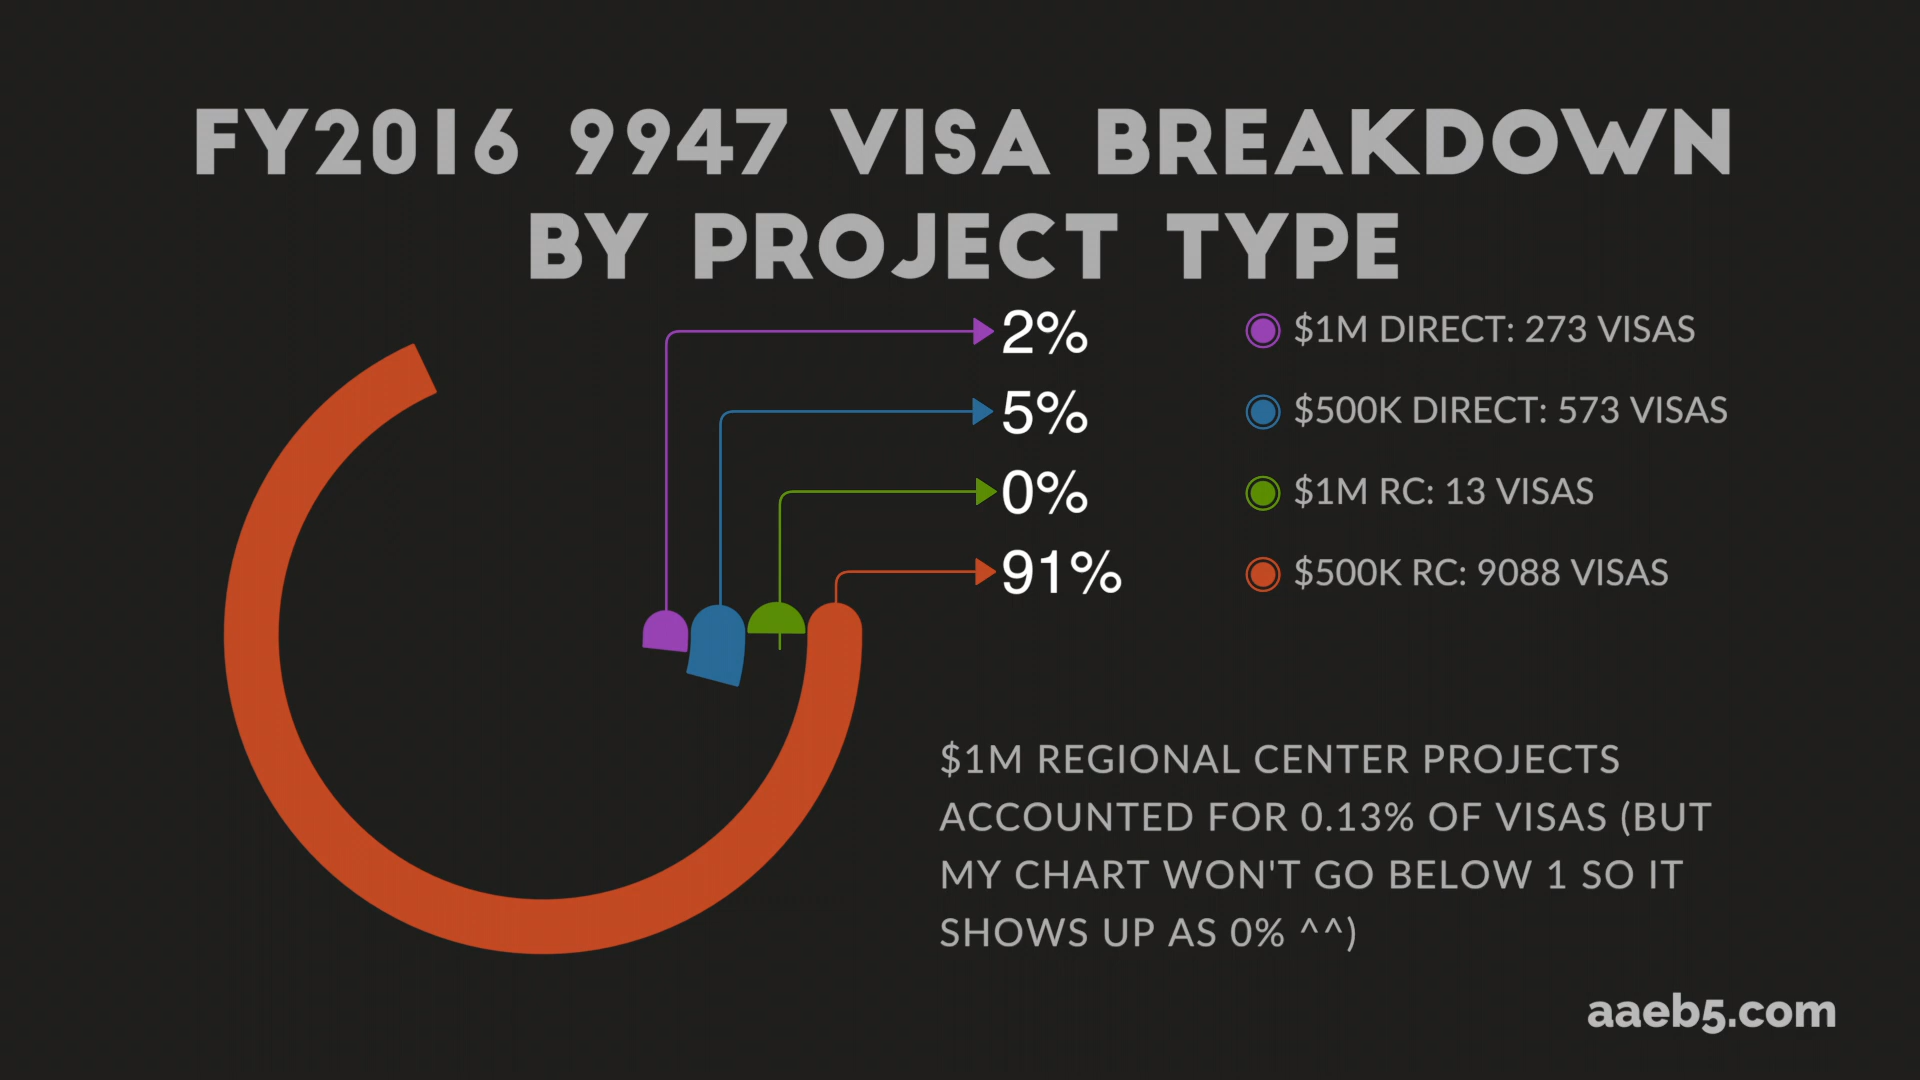 FY2016 9947 VISA BREAKDOWN
BY PROJECT TYPE
2% $1M DIRECT: 273 VISAS
5% $500K DIRECT: 573 VISAS
0% $1M RC: 13 VISAS
91% $500K RC: 9088 VISAS
$1M REGIONAL CENTER PROJECTS
ACCOUNTED FOR 0.13% OF VISAS (BUT
MY CHART WON'T GO BELOW 1 SO IT
SHOWS UP AS 0% ^^)
aaeb5.com